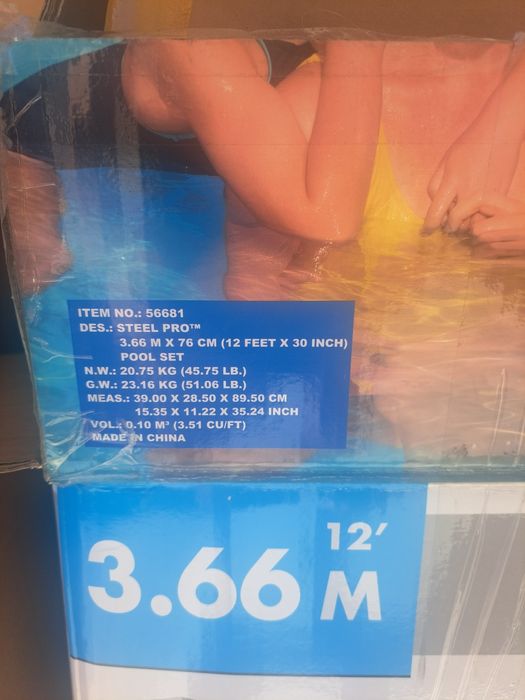 ITEM NO.: 56681
DES.: STEEL PRO™
3.66 M X 76 CM (12 FEET X 30 INCH)
POOL SET
N.W.: 20.75 KG (45.75 LB.)
G.W.: 23.16 KG (51.06 LB.)
MEAS.: 39.00 X 28.50 X 89.50 CM
15.35 X 11.22 X 35.24 INCH
VOL.: 0.10 M³ (3.51 CU/FT)
MADE IN CHINA
12'
3.66 M